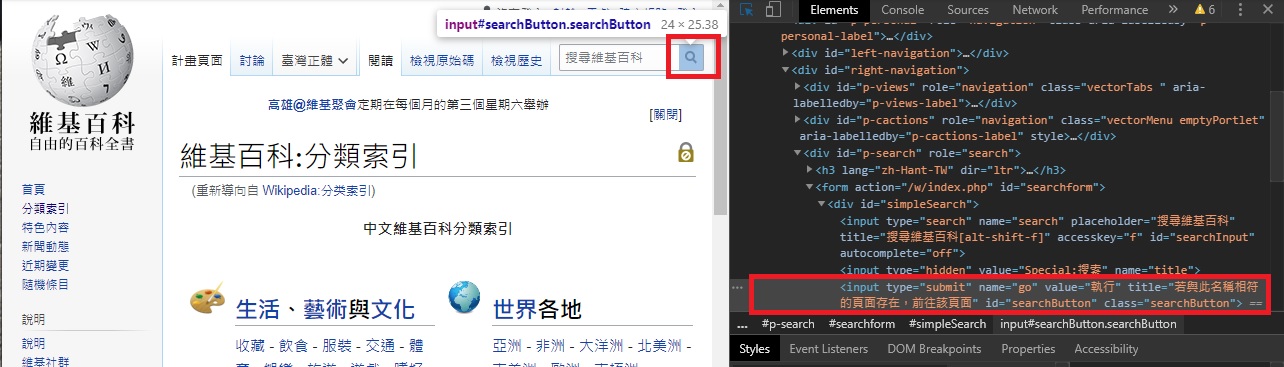 input#searchButton.searchButton 24 × 25.38
計畫頁面 討論 臺灣正體 閱讀 檢視原始碼 檢視歷史 搜尋維基百科
維基百科
自由的百科全書
高雄@維基聚會定期在每個月的第三個星期六舉辦
[關閉]
維基百科:分類索引
(重新導向自 Wikipedia:分类索引)
中文維基百科分類索引
首頁
分類索引
特色內容
新聞動態
近期變更
隨機條目
說明
說明
維基社群
生活、藝術與文化
收藏 - 飲食 - 服裝 - 交通 - 體
世界各地
亞洲 - 非洲 - 大洋洲 - 北美洲 -
Elements Console Sources » 6
personal-label">…</div>
<div id="left-navigation">…</div>
<div id="right-navigation">
<div id="p-views" role="navigation" class="vectorTabs " aria-
labelledby="p-views-label">…</div>
<div id="p-cactions" role="navigation" class="vectorMenu emptyPortlet"
aria-labelledby="p-cactions-label" style>…</div>
<div id="p-search" role="search">
<h3 lang="zh-Hant-TW" dir="ltr">…</h3>
<form action="/w/index.php" id="searchform">
<div id="simpleSearch">
<input type="search" name="search" placeholder="搜尋維基百科"
title="搜尋維基百科[alt-shift-f]" accesskey="f" id="searchInput"
autocomplete="off">
<input type="hidden" value="Special:搜索" name="title">
<input type="submit" name="go" value="執行" title="若與此名稱相符
的頁面存在，前往該頁面" id="searchButton" class="searchButton"> ==
... #p-search #searchform #simpleSearch input#searchButton.searchButton
Styles Event Listeners DOM Breakpoints Properties Accessibility